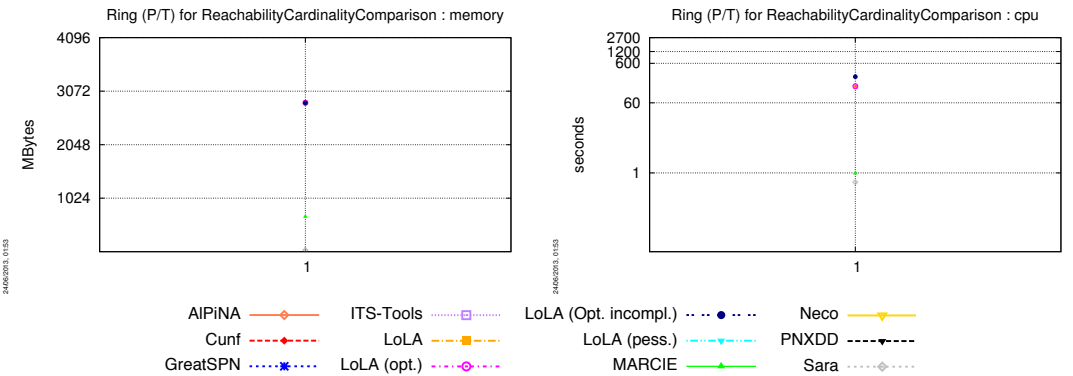 Ring (P/T) for ReachabilityCardinalityComparison : memory
4096
3072
2048
1024
MBytes
1
24/06/2013, 01:53
Ring (P/T) for ReachabilityCardinalityComparison : cpu
2700
1200
600
60
1
seconds
1
24/06/2013, 01:53
AlPiNA
Cunf
GreatSPN
ITS-Tools
LoLA
LoLA (opt.)
LoLA (Opt. incompl.)
LoLA (pess.)
MARCIE
Neco
PNXDD
Sara